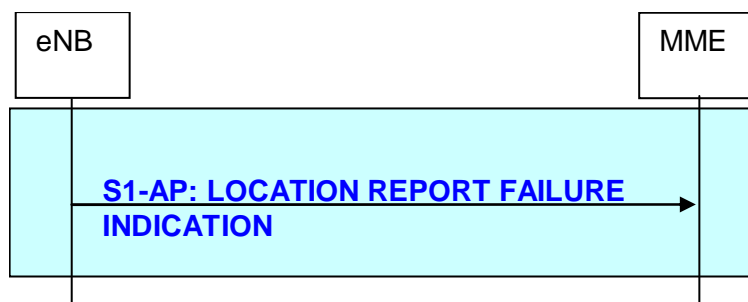 eNB
MME
S1-AP: LOCATION REPORT FAILURE
INDICATION